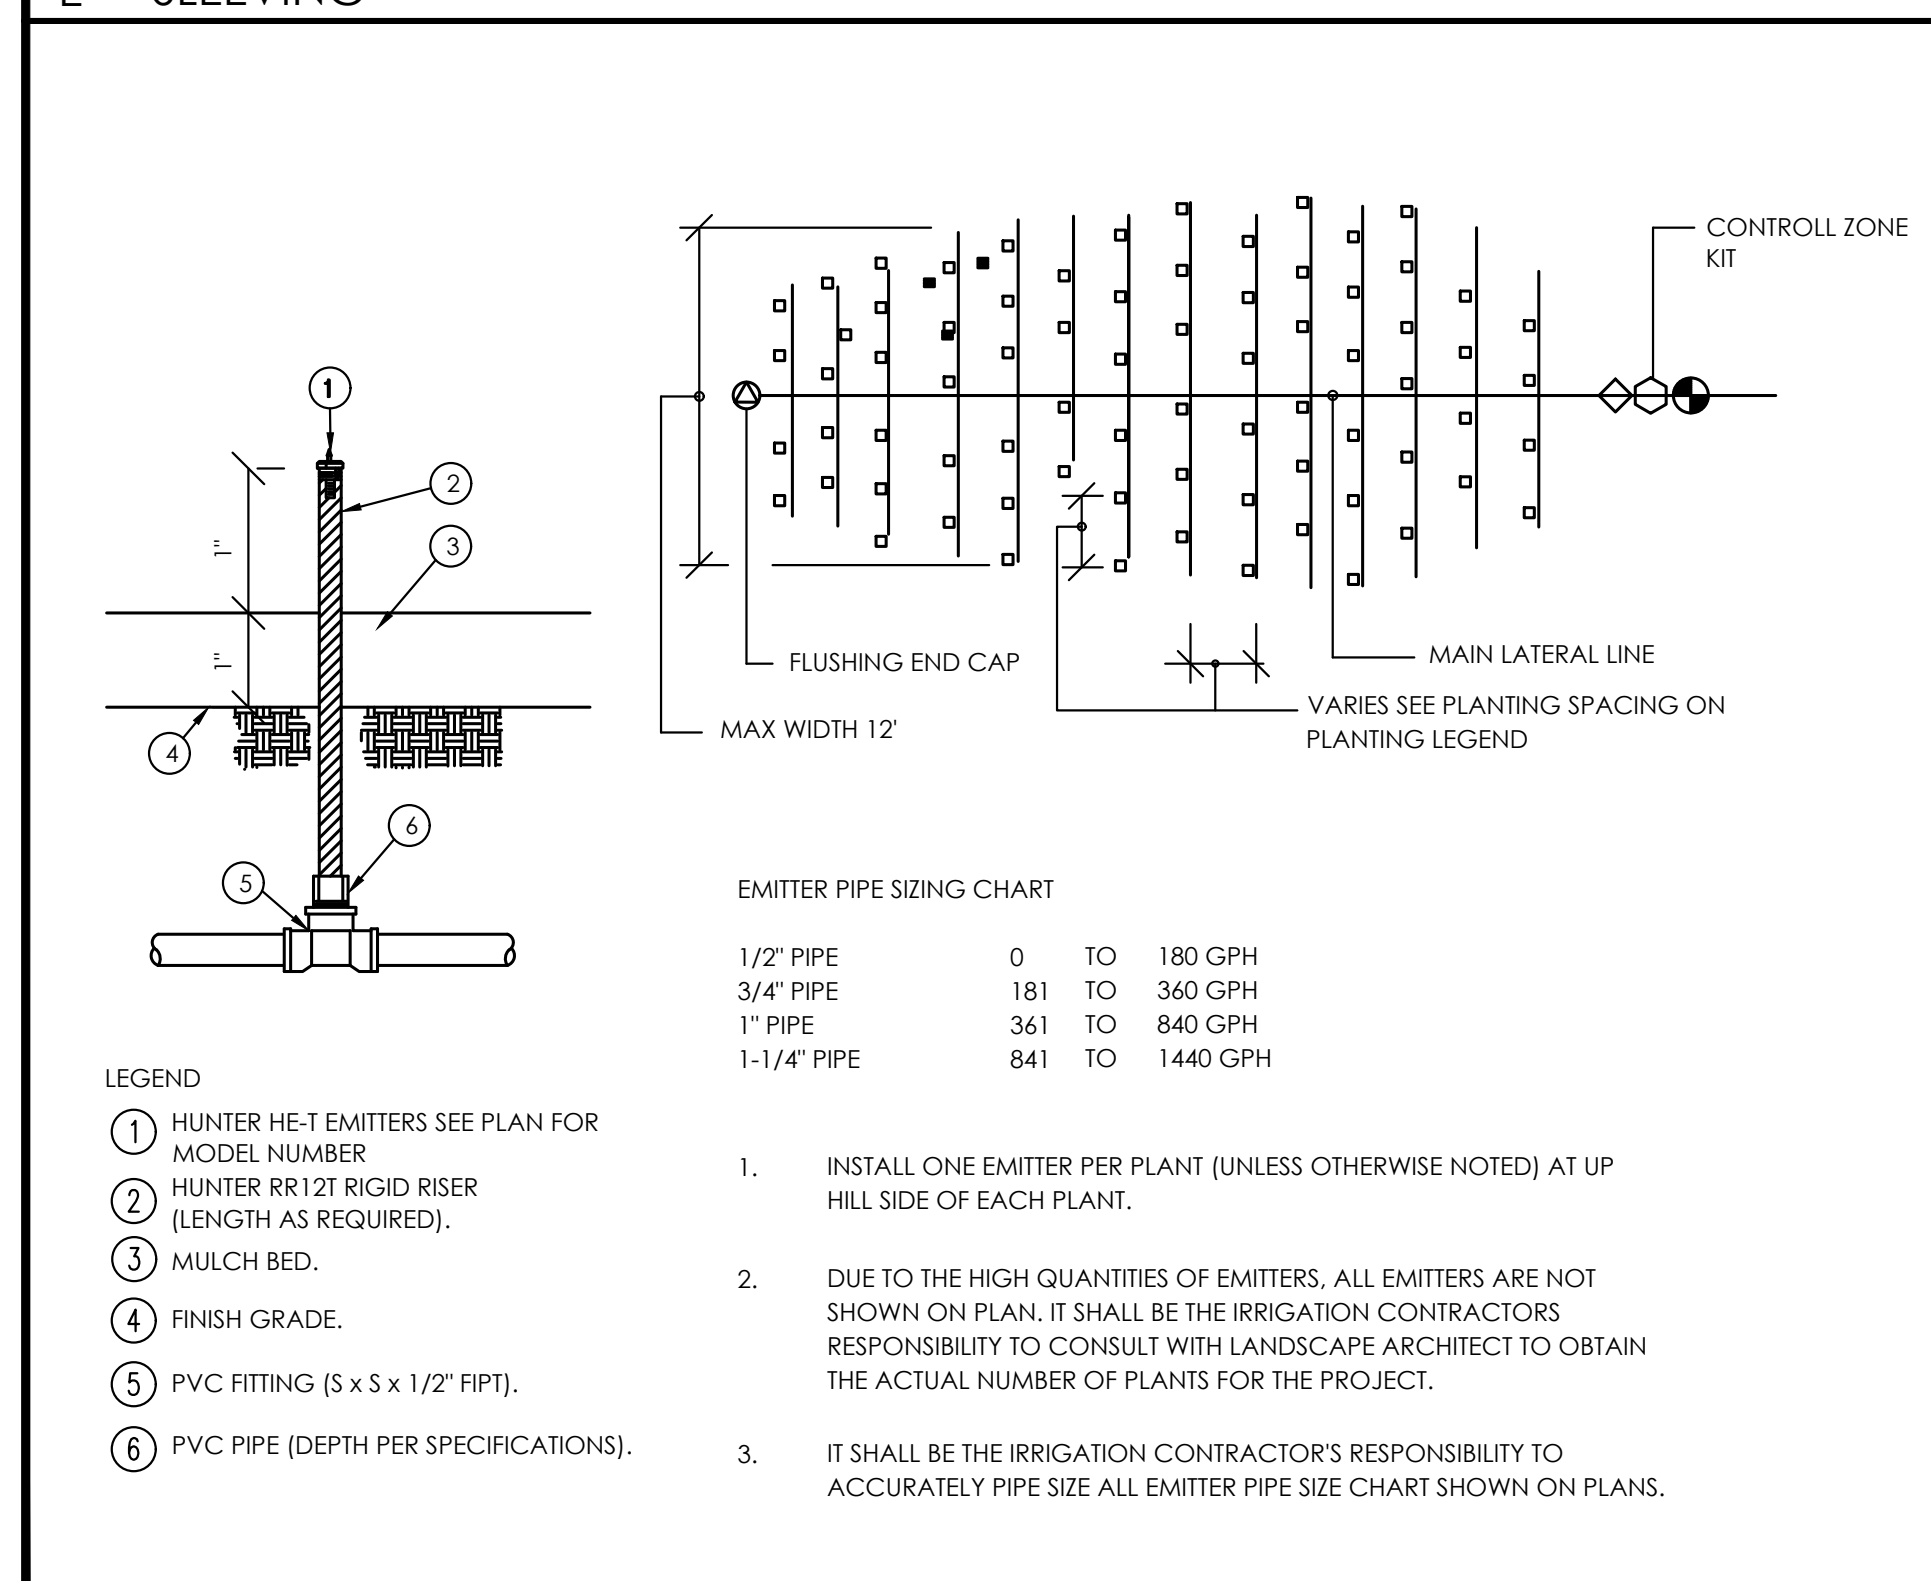 CONTROLL ZONE
KIT
1
2
3
1"
1"
4
6
5
FLUSHING END CAP
MAIN LATERAL LINE
MAX WIDTH 12'
VARIES SEE PLANTING SPACING ON
PLANTING LEGEND
EMITTER PIPE SIZING CHART
1/2" PIPE 0 TO 180 GPH
3/4" PIPE 181 TO 360 GPH
1" PIPE 361 TO 840 GPH
1-1/4" PIPE 841 TO 1440 GPH
LEGEND
1 HUNTER HE-T EMITTERS SEE PLAN FOR
MODEL NUMBER
2 HUNTER RR12T RIGID RISER
(LENGTH AS REQUIRED).
3 MULCH BED.
4 FINISH GRADE.
5 PVC FITTING (S x S x 1/2" FIPT).
6 PVC PIPE (DEPTH PER SPECIFICATIONS).
1. INSTALL ONE EMITTER PER PLANT (UNLESS OTHERWISE NOTED) AT UP
HILL SIDE OF EACH PLANT.
2. DUE TO THE HIGH QUANTITIES OF EMITTERS, ALL EMITTERS ARE NOT
SHOWN ON PLAN. IT SHALL BE THE IRRIGATION CONTRACTORS
RESPONSIBILITY TO CONSULT WITH LANDSCAPE ARCHITECT TO OBTAIN
THE ACTUAL NUMBER OF PLANTS FOR THE PROJECT.
3. IT SHALL BE THE IRRIGATION CONTRACTOR'S RESPONSIBILITY TO
ACCURATELY PIPE SIZE ALL EMITTER PIPE SIZE CHART SHOWN ON PLANS.